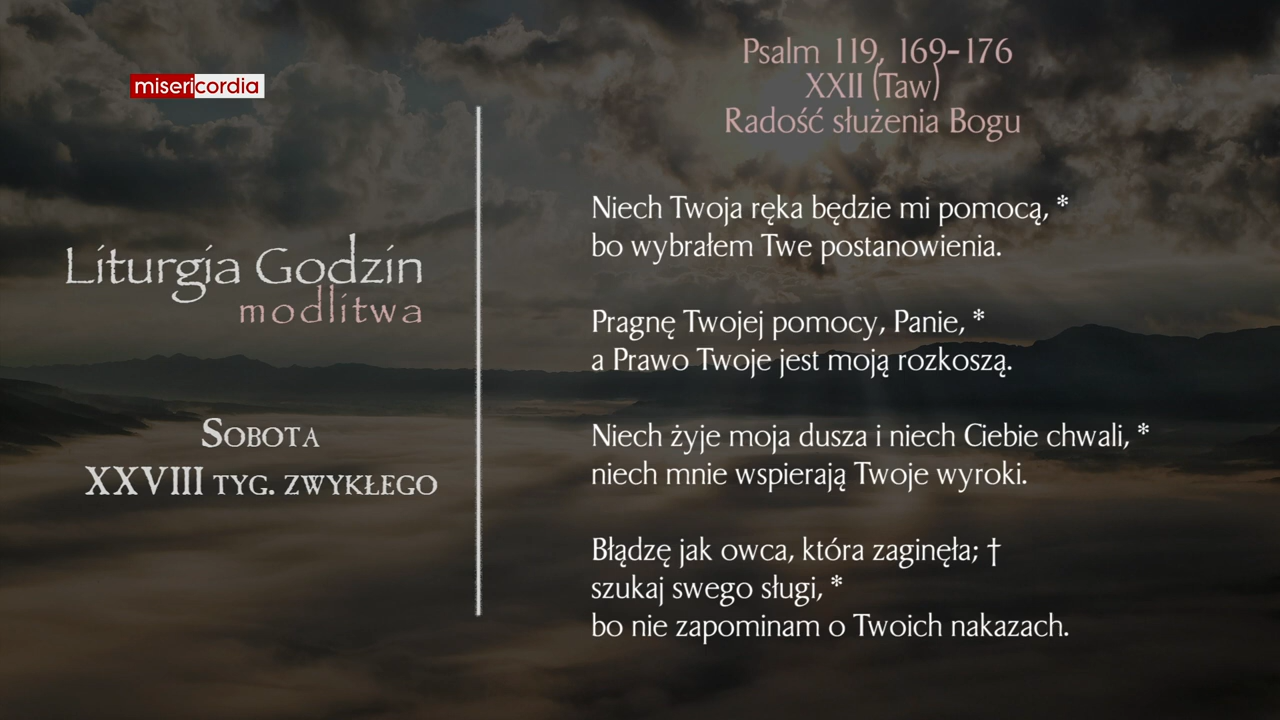 misericordia
Liturgia Godzin
modlitwa
Sobota
XXVIII tyg. zwykłego
Psalm 119, 169-176
XXII (Taw)
Radość służenia Bogu
Niech Twoja ręka będzie mi pomocą, *
bo wybrałem Twe postanowienia.
Pragnę Twojej pomocy, Panie, *
a Prawo Twoje jest moją rozkoszą.
Niech żyje moja dusza i niech Ciebie chwali, *
niech mnie wspierają Twoje wyroki.
Błądzę jak owca, która zaginęła; †
szukaj swego sługi, *
bo nie zapominam o Twoich nakazach.